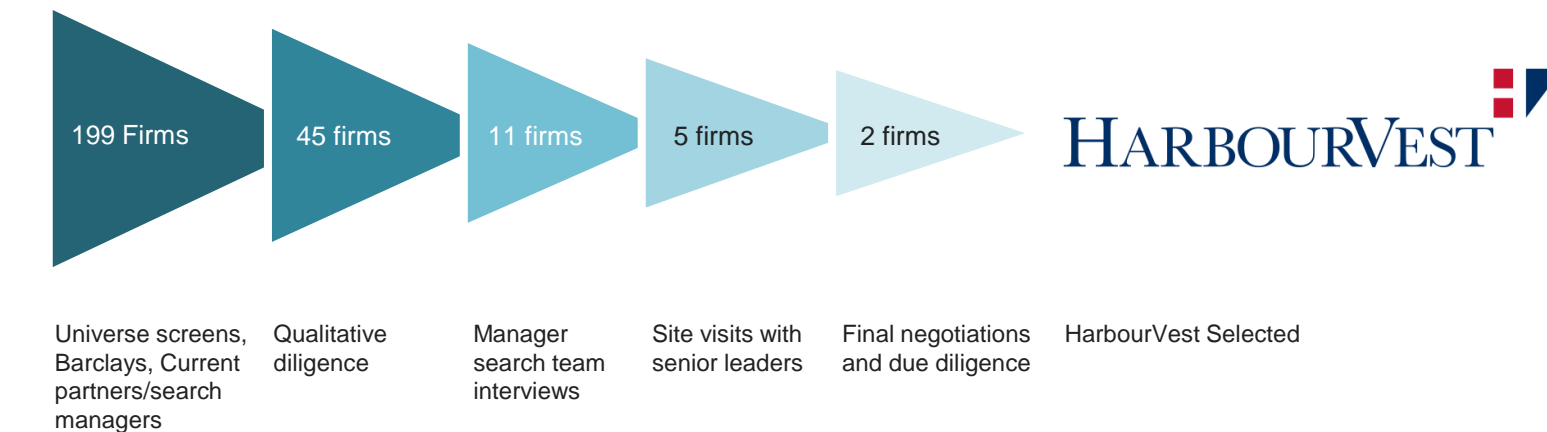 199 Firms
45 firms
11 firms
5 firms
2 firms
HARBOURVEST
Universe screens,
Barclays, Current
partners/search
managers
Qualitative
diligence
Manager
search team
interviews
Site visits with
senior leaders
Final negotiations
and due diligence
HarbourVest Selected